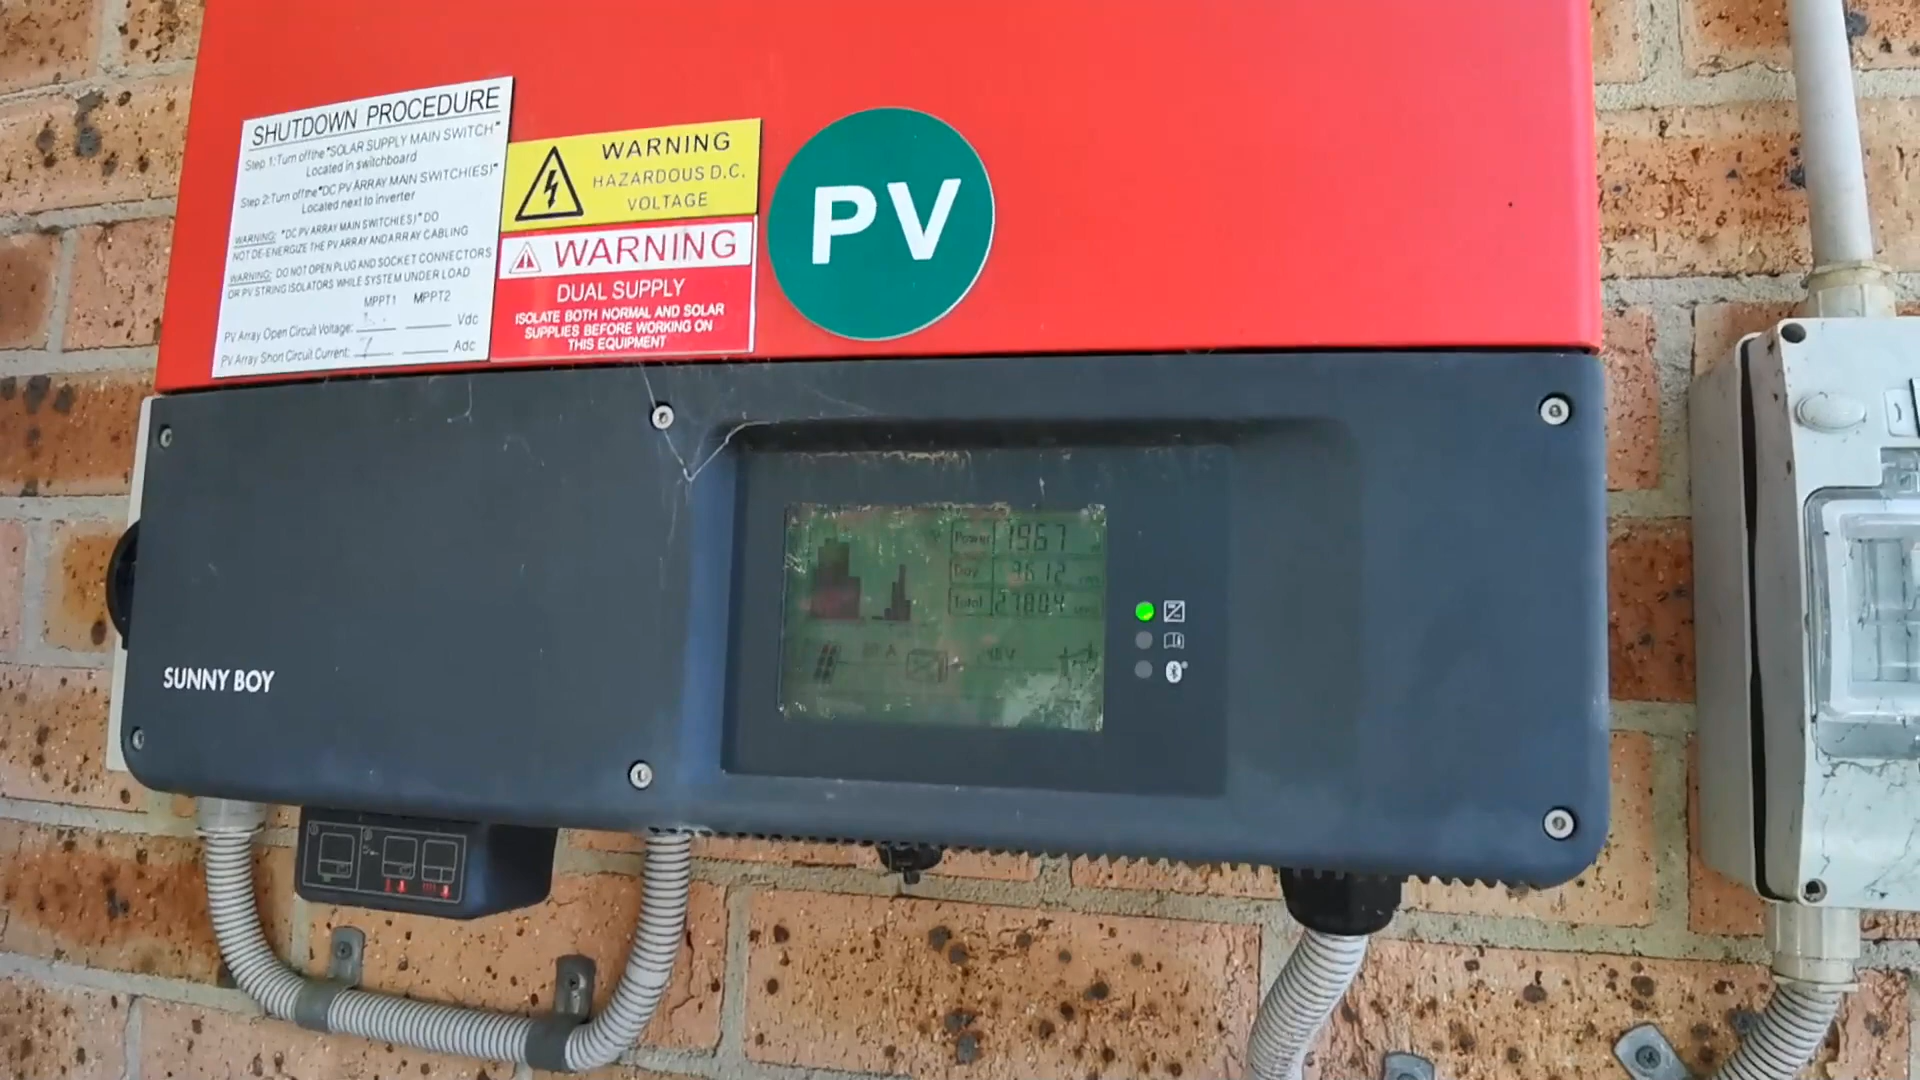 SHUTDOWN PROCEDURE
Step 1: Turn off the "SOLAR SUPPLY MAIN SWITCH"
Located in switchboard
Step 2: Turn off the "DC PV ARRAY MAIN SWITCH(ES)"
Located next to inverter
WARNING: "DC PV ARRAY MAIN SWITCH(ES)" DO
NOT DE-ENERGIZE THE PV ARRAY AND ARRAY CABLING
WARNING: DO NOT OPEN PLUG AND SOCKET CONNECTORS
OR PV STRING ISOLATORS WHILE SYSTEM UNDER LOAD
MPPT1 MPPT2
PV Array Open Circuit Voltage: Vdc
PV Array Short Circuit Current: Adc
WARNING
HAZARDOUS D.C.
VOLTAGE
WARNING
DUAL SUPPLY
ISOLATE BOTH NORMAL AND SOLAR
SUPPLIES BEFORE WORKING ON
THIS EQUIPMENT
PV
Power
Day
Total
SUNNY BOY